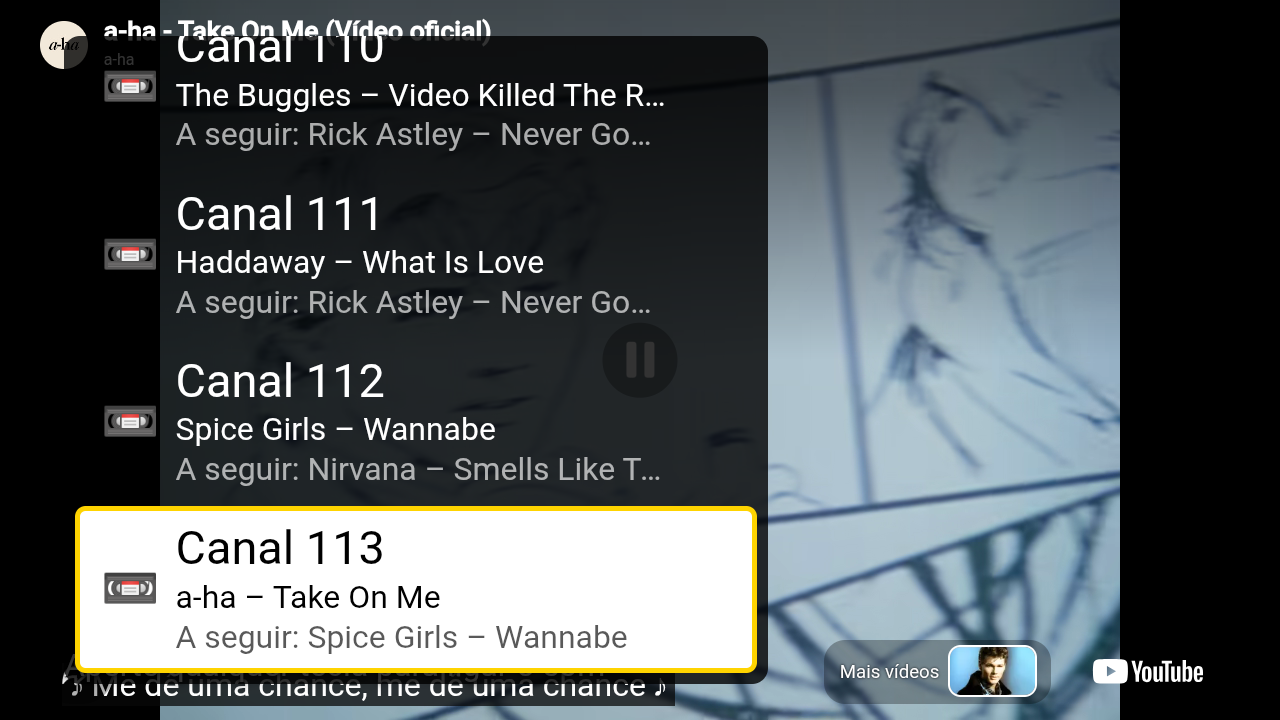 a-ha - Take On Me (Vídeo oficial)
a-ha
a-ha
Canal 110
The Buggles – Video Killed The R…
A seguir: Rick Astley – Never Go…
Canal 111
Haddaway – What Is Love
A seguir: Rick Astley – Never Go…
Canal 112
Spice Girls – Wannabe
A seguir: Nirvana – Smells Like T…
Canal 113
a-ha – Take On Me
A seguir: Spice Girls – Wannabe
♪ Me dê uma chance, me dê uma chance ♪
Mais vídeos
YouTube